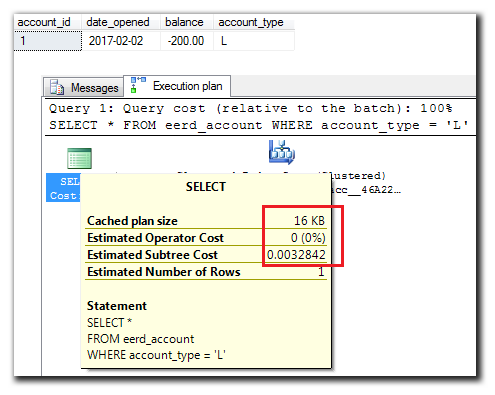 account_id date_opened balance account_type
1 2017-02-02 -200.00 L
Messages Execution plan
Query 1: Query cost (relative to the batch): 100%
SELECT * FROM eerd_account WHERE account_type = 'L'
(Clustered)
SEL
acc__46A22…
Cost:
SELECT
Cached plan size 16 KB
Estimated Operator Cost 0 (0%)
Estimated Subtree Cost 0.0032842
Estimated Number of Rows 1
Statement
SELECT *
FROM eerd_account
WHERE account_type = 'L'